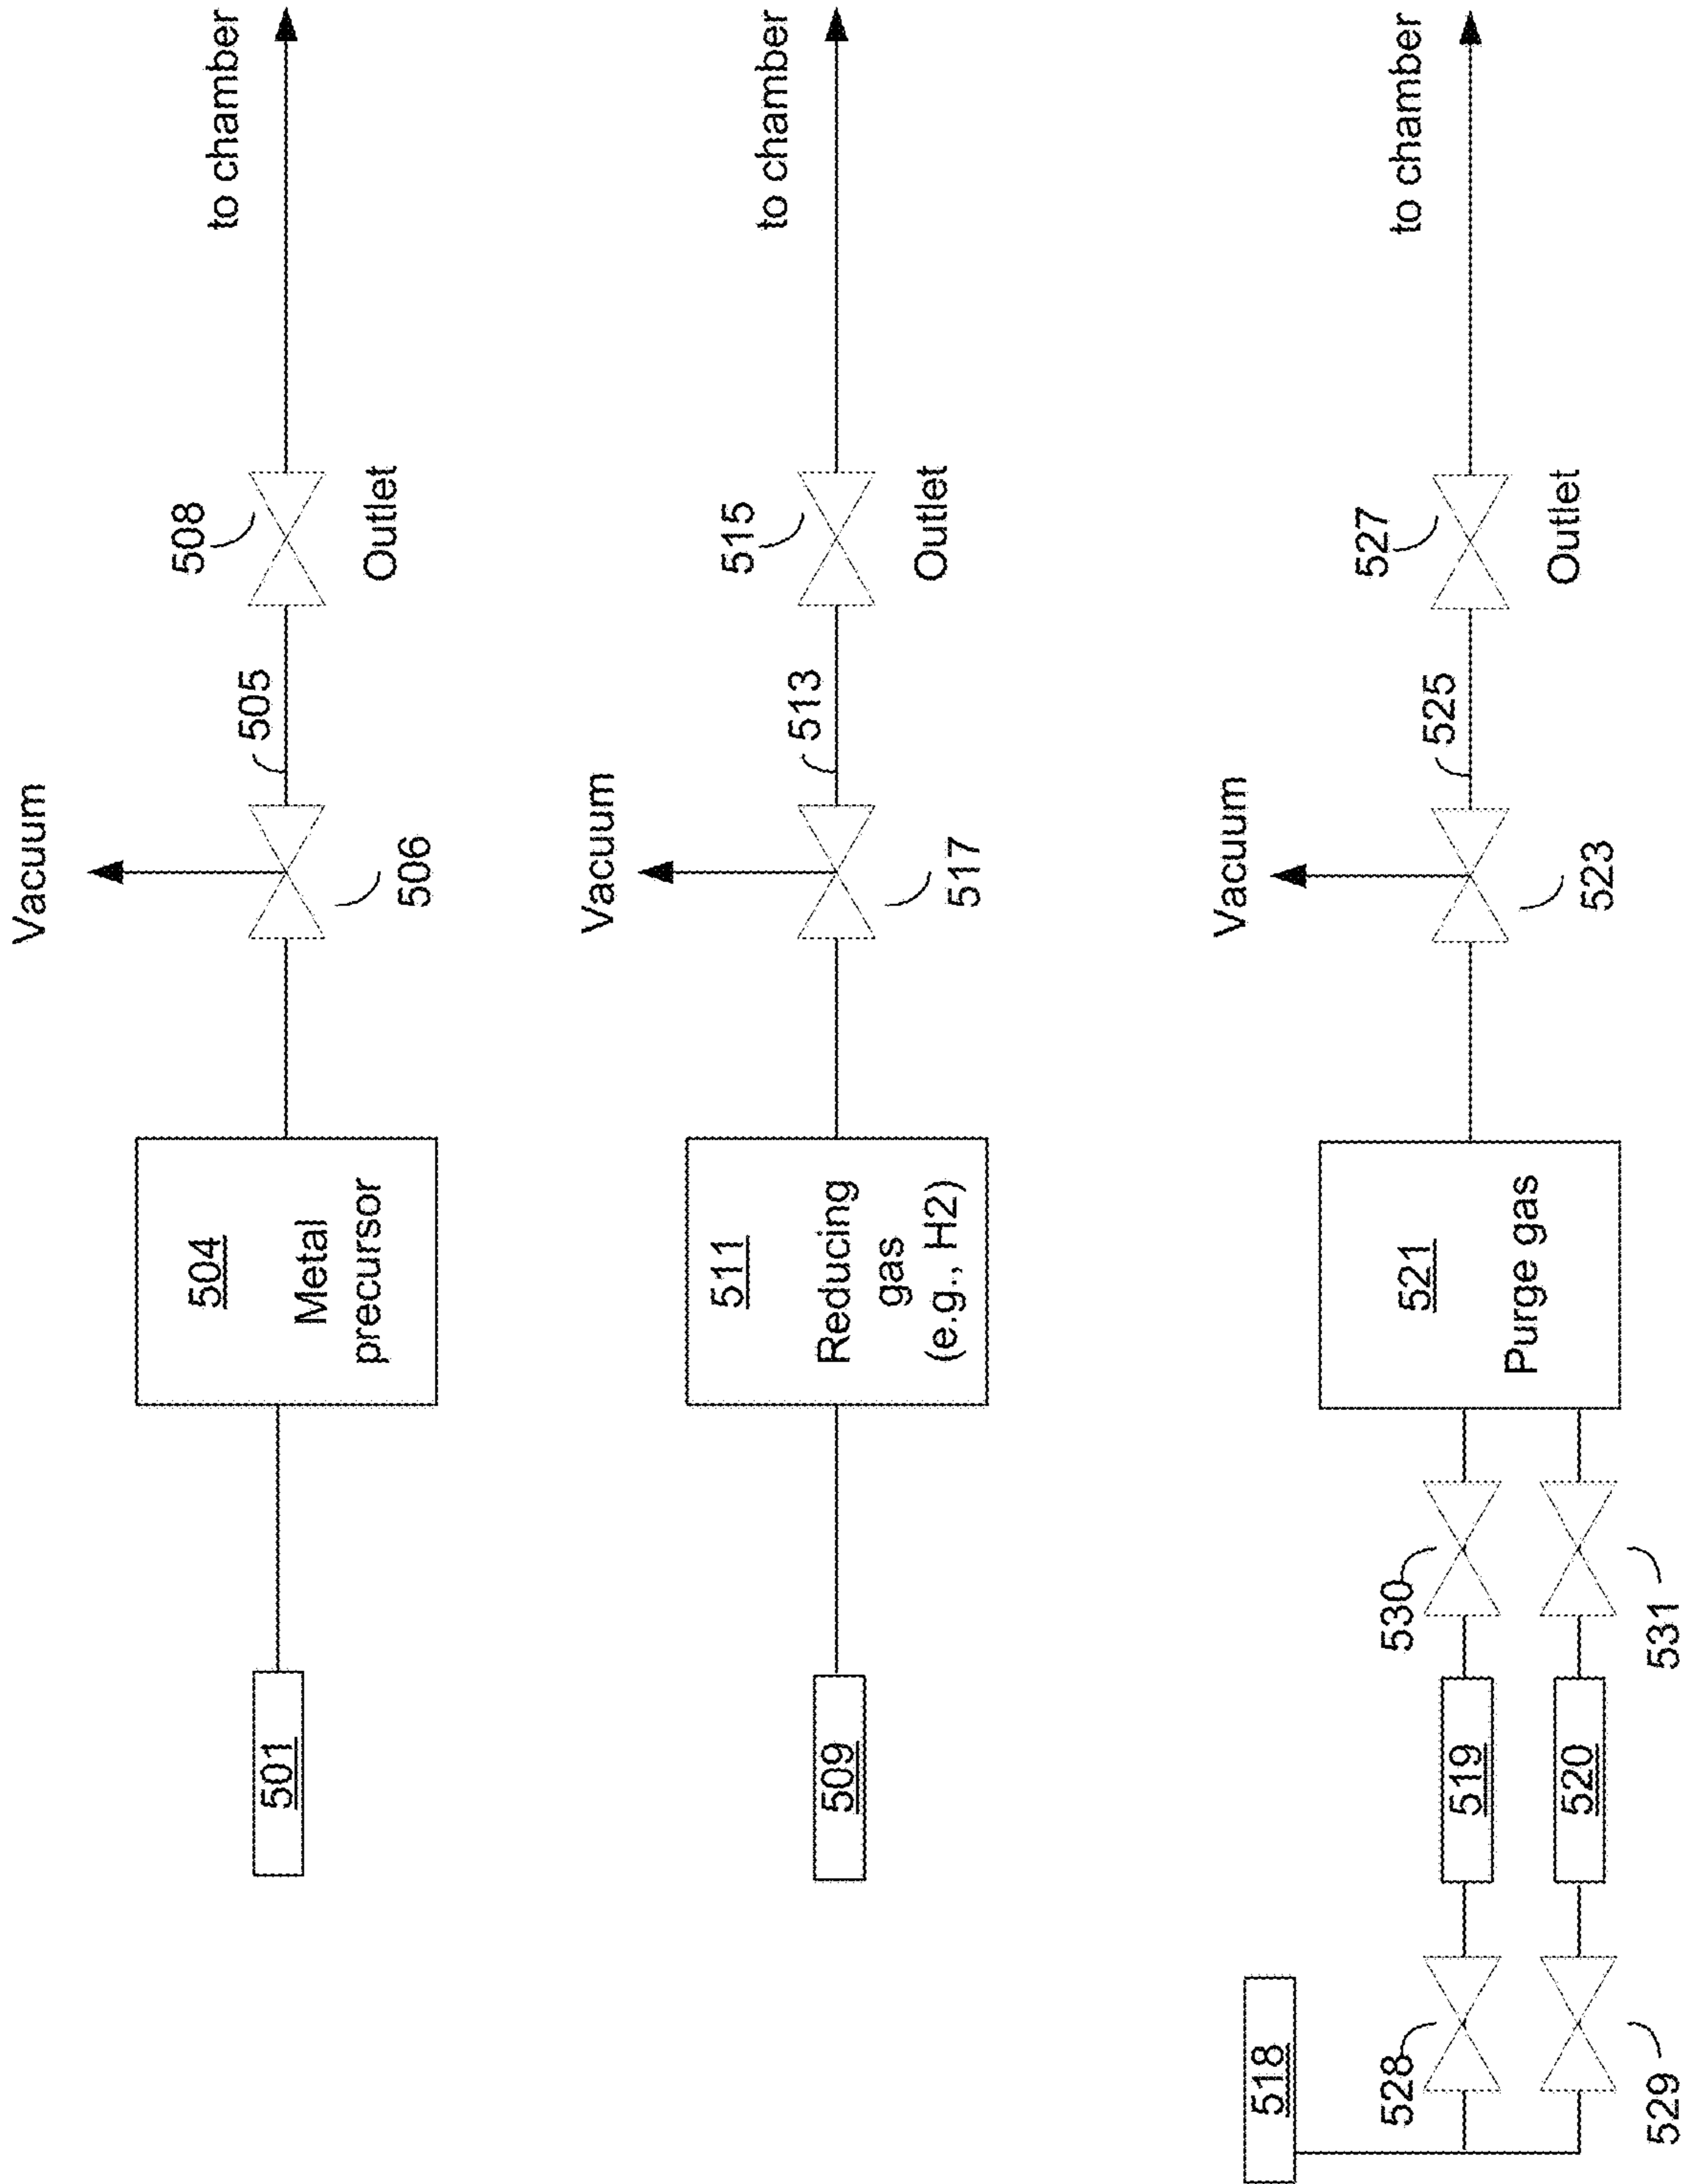 Vacuum
508
to chamber
505
504
Metal
precursor
501
506
Outlet
Vacuum
515
to chamber
513
511
Reducing
gas
(e.g., H2)
509
517
Outlet
Vacuum
527
to chamber
525
518
530
521
Purge gas
528
519
523
Outlet
520
529
531